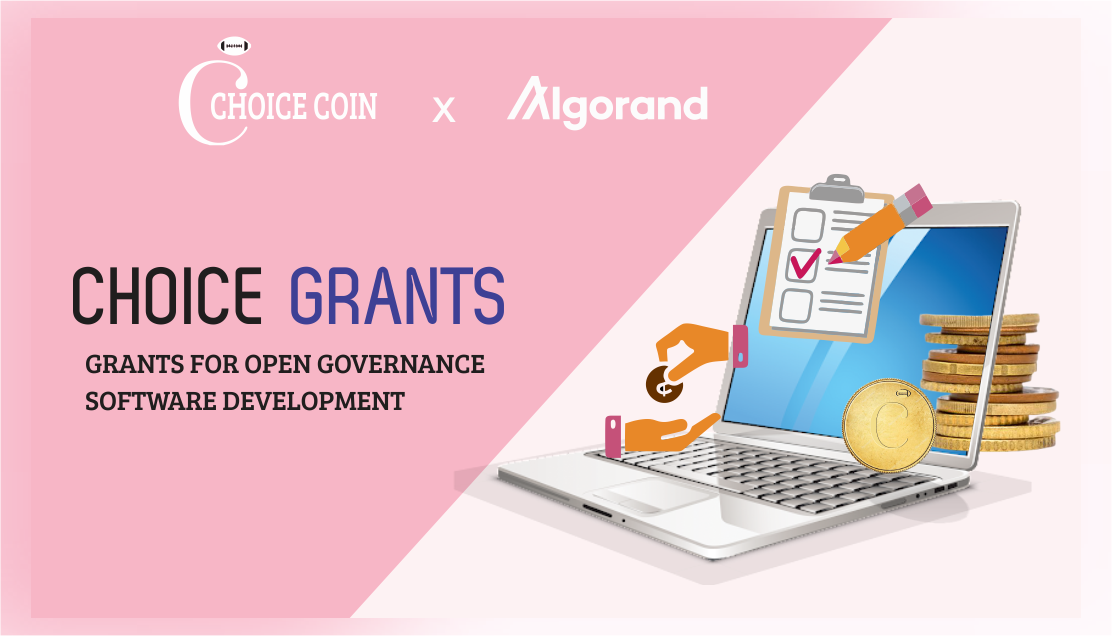 CHOICE COIN x Algorand
CHOICE GRANTS
GRANTS FOR OPEN GOVERNANCE
SOFTWARE DEVELOPMENT
C